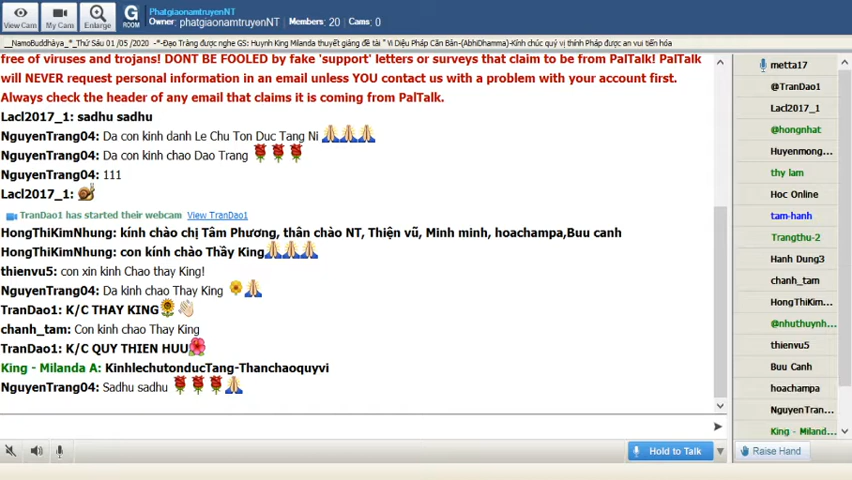 View Cam
My Cam
Enlarge
G
ROOM
PhatgiaonamtruyenNT
Owner: phatgiaonamtruyenNT Members: 20 Cams: 0
__NamoBuddhàya_*_Thứ Sáu 01 /05 /2020 -*-Đạo Tràng được nghe GS: Huynh King Milanda thuyết giảng đề tài " Vi Diệu Pháp Căn Bản-(AbhiDhamma)-Kính chúc quý vị thính Pháp được an vui tiến hóa
free of viruses and trojans! DONT BE FOOLED by fake 'support' letters or surveys that claim to be from PalTalk! PalTalk
will NEVER request personal information in an email unless YOU contact us with a problem with your account first.
Always check the header of any email that claims it is coming from PalTalk.
Lacl2017_1: sadhu sadhu
NguyenTrang04: Da con kinh danh Le Chu Ton Duc Tang Ni 🙏🙏🙏
NguyenTrang04: Da con kinh chao Dao Trang 🌹🌹🌹
NguyenTrang04: 111
Lacl2017_1: 🐌
TranDao1 has started their webcam View TranDao1
HongThiKimNhung: kính chào chị Tâm Phương, thân chào NT, Thiện vũ, Minh minh, hoachampa,Buu canh
HongThiKimNhung: con kính chào Thầy King🙏🙏🙏
thienvu5: con xin kinh Chao thay King!
NguyenTrang04: Da kinh chao Thay King 🌼🙏
TranDao1: K/C THAY KING🌻👏
chanh_tam: Con kinh chao Thay King
TranDao1: K/C QUY THIEN HUU🌺
King - Milanda A: KinhlechutonducTang-Thanchaoquyvi
NguyenTrang04: Sadhu sadhu 🌹🌹🌹🙏
Hold to Talk
metta17
@TranDao1
Lacl2017_1
@hongnhat
Huyenmong...
thy lam
Hoc Online
tam-hanh
Trangthu-2
Hanh Dung3
chanh_tam
HongThiKim...
@nhuthuynh...
thienvu5
Buu Canh
hoachampa
NguyenTran...
King - Miland...
Raise Hand